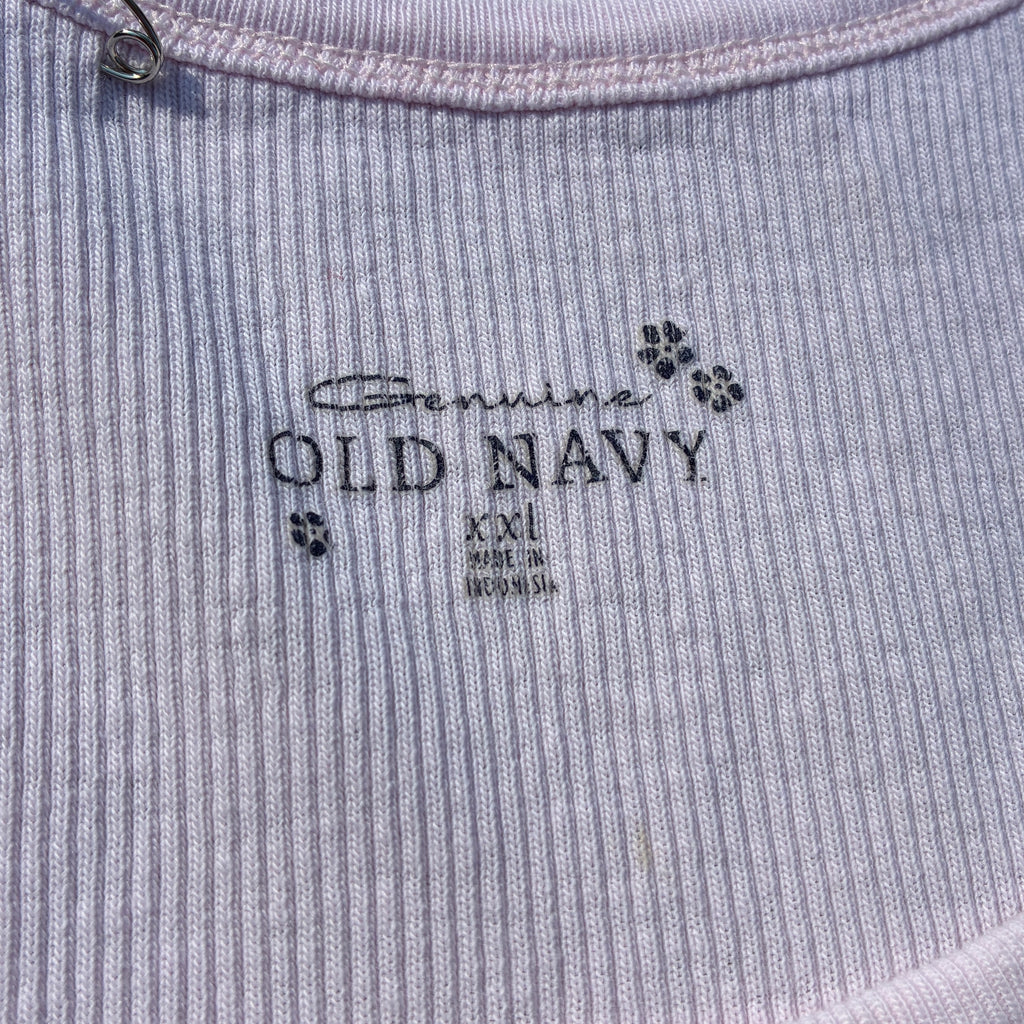 Genuine
OLD NAVY
xxl
MADE IN
INDONESIA